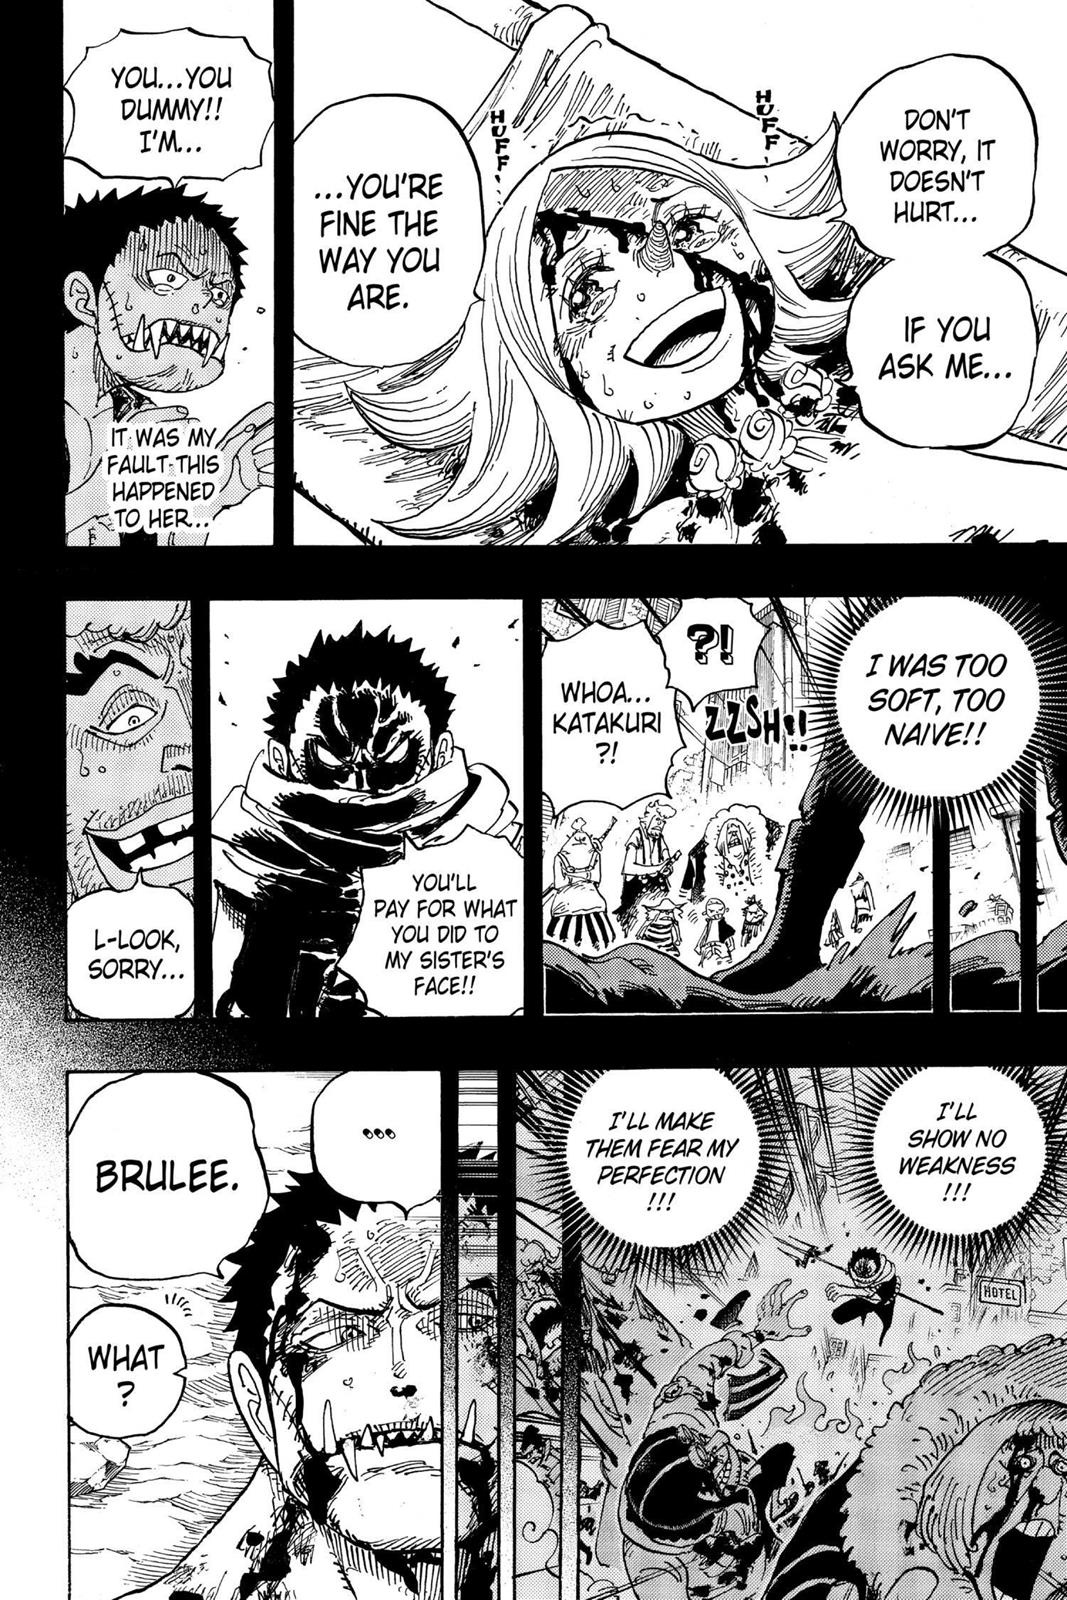 DON'T
WORRY, IT
DOESN'T
HURT...
IF YOU
ASK ME...
HUFF
HUFF
...YOU'RE
FINE THE
WAY YOU
ARE.
YOU...YOU
DUMMY!!
I'M...
IT WAS MY
FAULT THIS
HAPPENED
TO HER...
I WAS TOO
SOFT, TOO
NAIVE!!
?!
ZZSH!!
WHOA...
KATAKURI
?!
YOU'LL
PAY FOR WHAT
YOU DID TO
MY SISTER'S
FACE!!
L-LOOK,
SORRY...
I'LL
SHOW NO
WEAKNESS
!!!
HOTEL
I'LL MAKE
THEM FEAR MY
PERFECTION
!!!
...
BRULEE.
WHAT
?